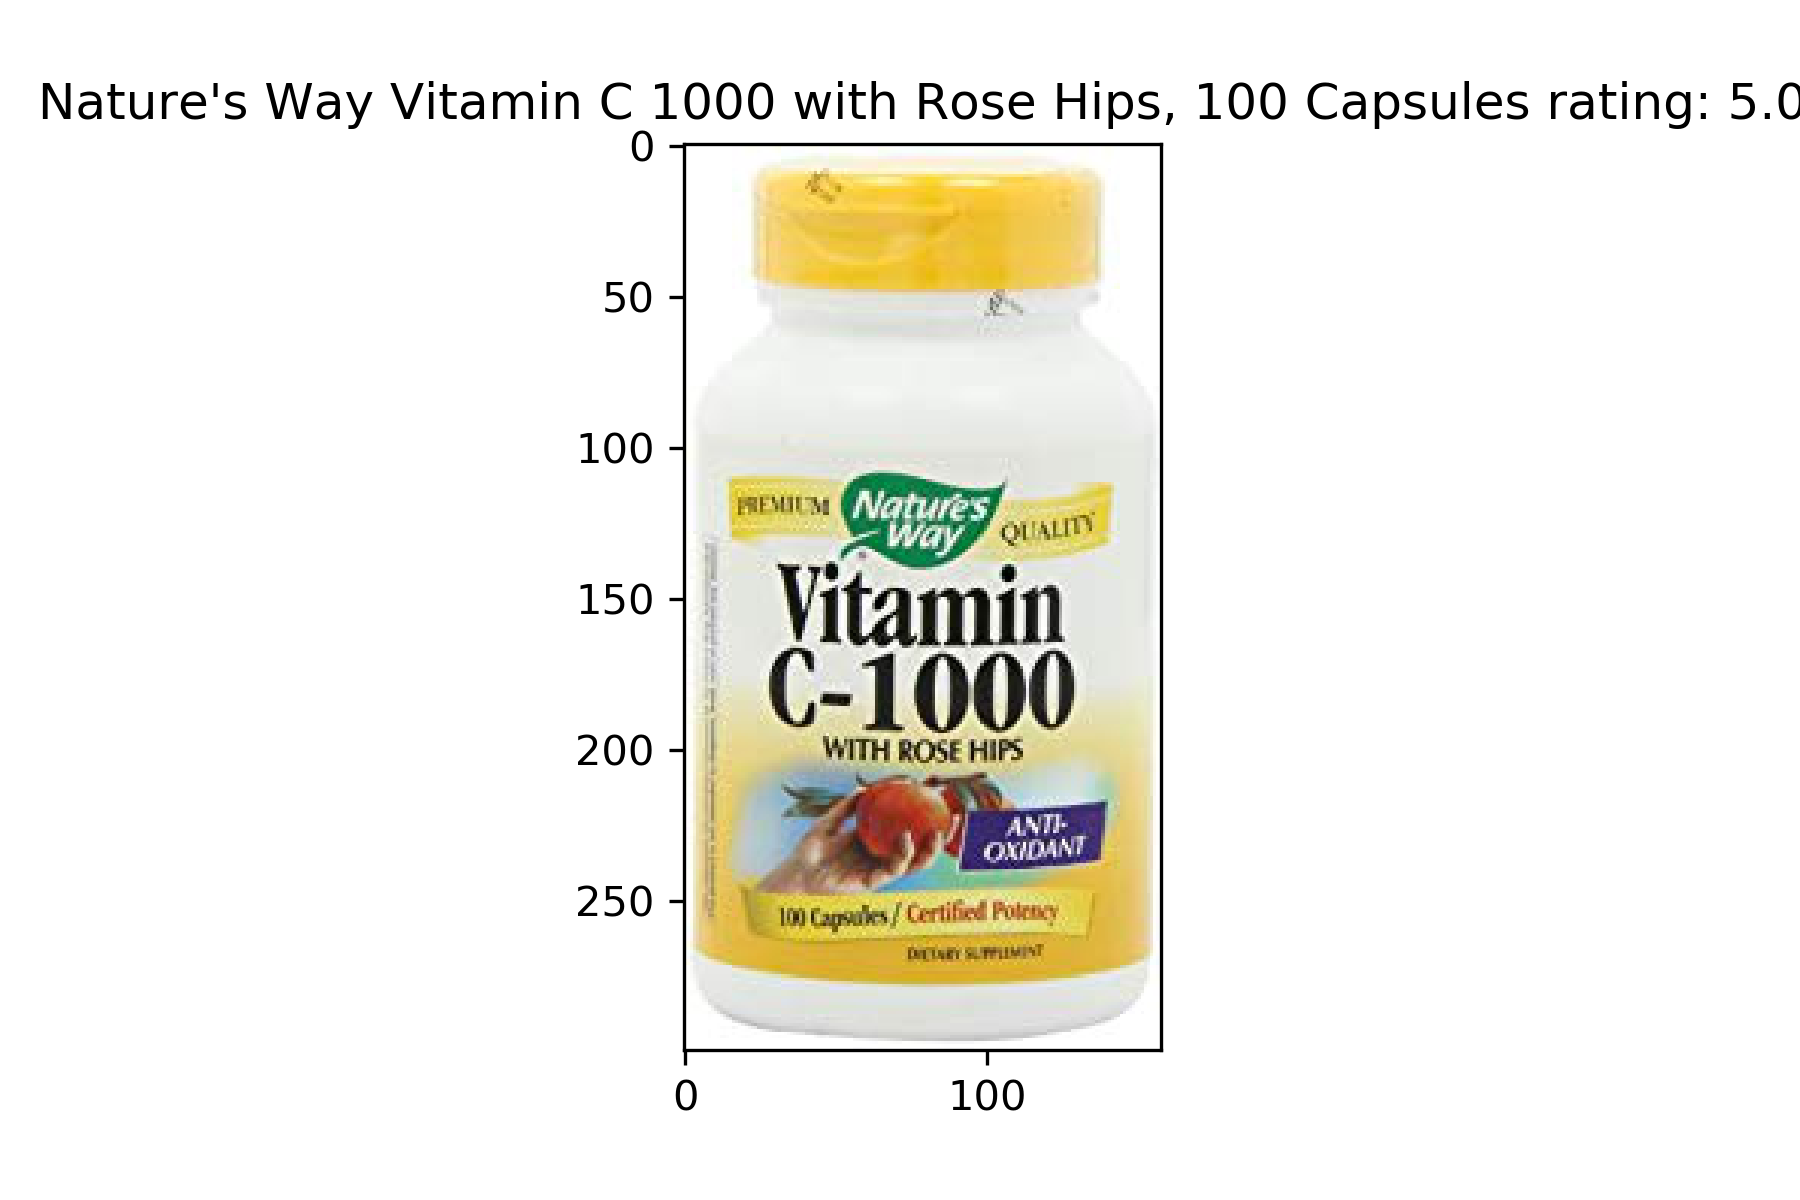 Nature's Way Vitamin C 1000 with Rose Hips, 100 Capsules rating: 5.0
0
50
100
150
200
250
PREMIUM
Nature's
Way
QUALITY
Vitamin
C-1000
WITH ROSE HIPS
ANTI-
OXIDANT
100 Capsules / Certified Potency
DIETARY SUPPLEMENT
0
100